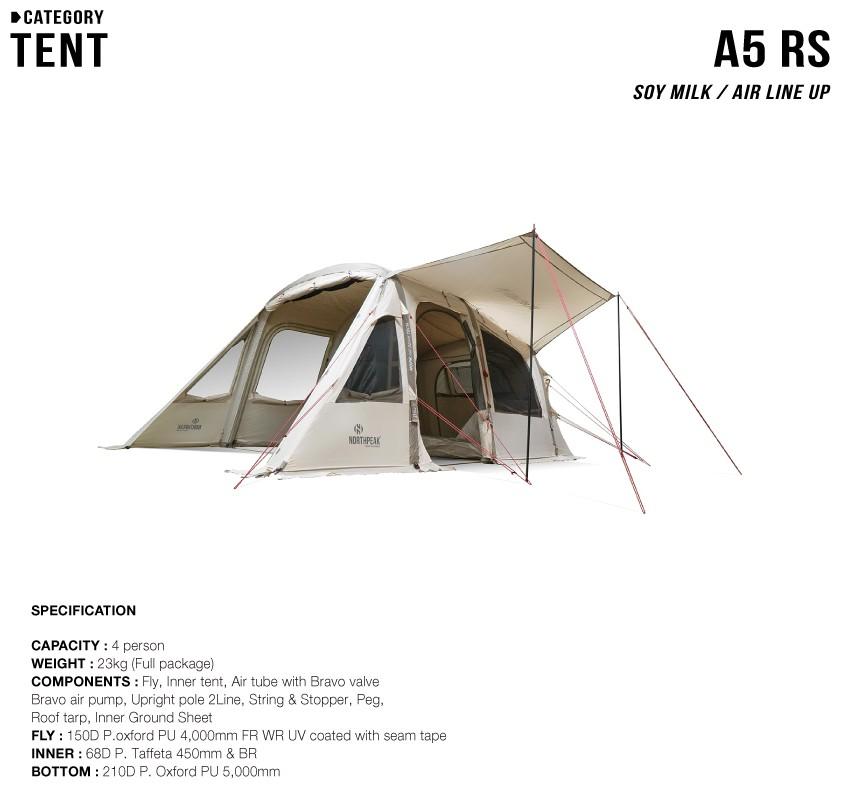 CATEGORY
TENT
A5 RS
SOY MILK / AIR LINE UP
NORTHPEAK
SPECIFICATION
CAPACITY : 4 person
WEIGHT : 23kg (Full package)
COMPONENTS : Fly, Inner tent, Air tube with Bravo valve
Bravo air pump, Upright pole 2Line, String & Stopper, Peg,
Roof tarp, Inner Ground Sheet
FLY : 150D P.oxford PU 4,000mm FR WR UV coated with seam tape
INNER : 68D P. Taffeta 450mm & BR
BOTTOM : 210D P. Oxford PU 5,000mm